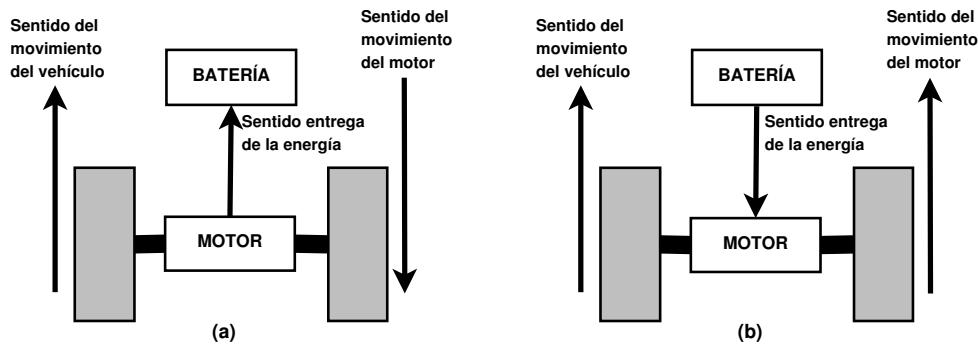 Sentido del
movimiento
del vehículo
BATERÍA
Sentido del
movimiento
del motor
Sentido entrega
de la energía
MOTOR
(a)
Sentido del
movimiento
del vehículo
BATERÍA
Sentido del
movimiento
del motor
Sentido entrega
de la energía
MOTOR
(b)